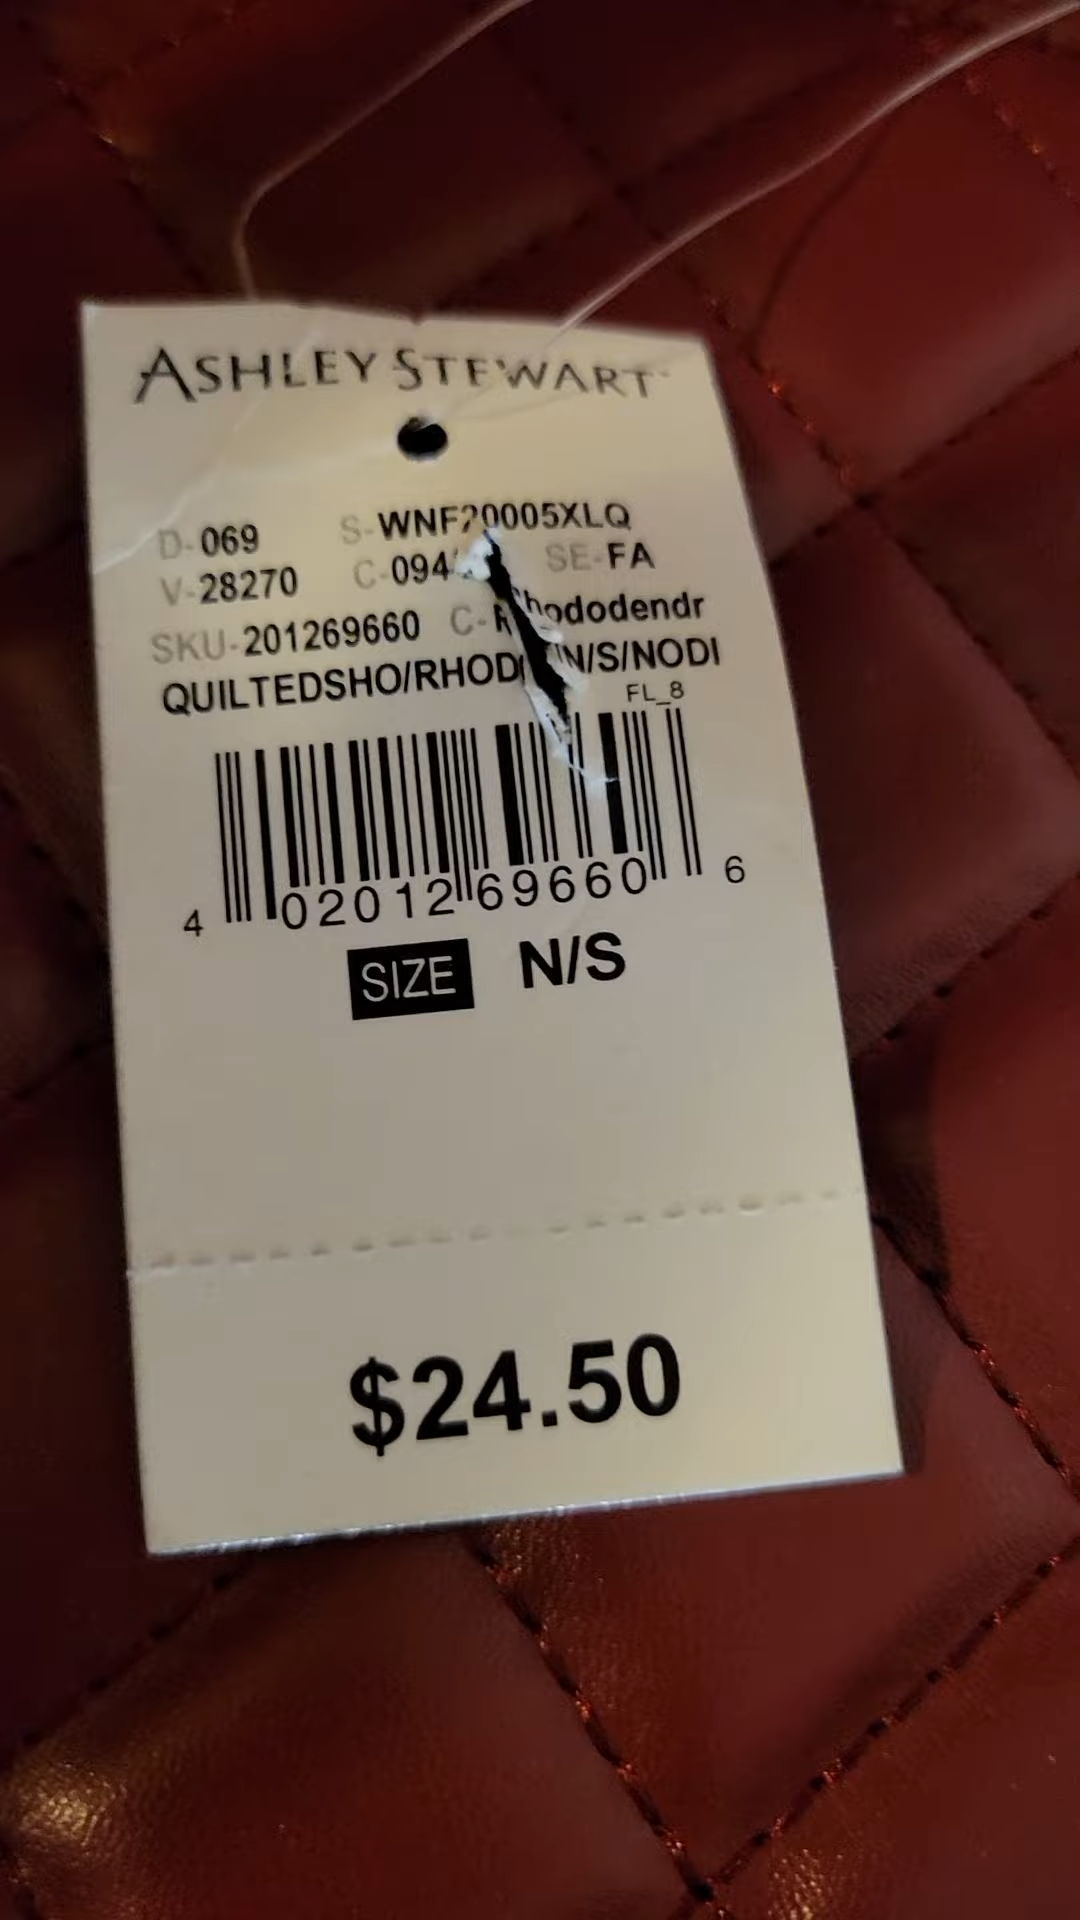 ASHLEY STEWART
D-069 S-WNF20005XLQ
V-28270 C-094 SE-FA
SKU-201269660 C-Rhododendr
QUILTEDSHO/RHOD N/S/NODI
FL_8
4 02012 69660 6
SIZE N/S
$24.50